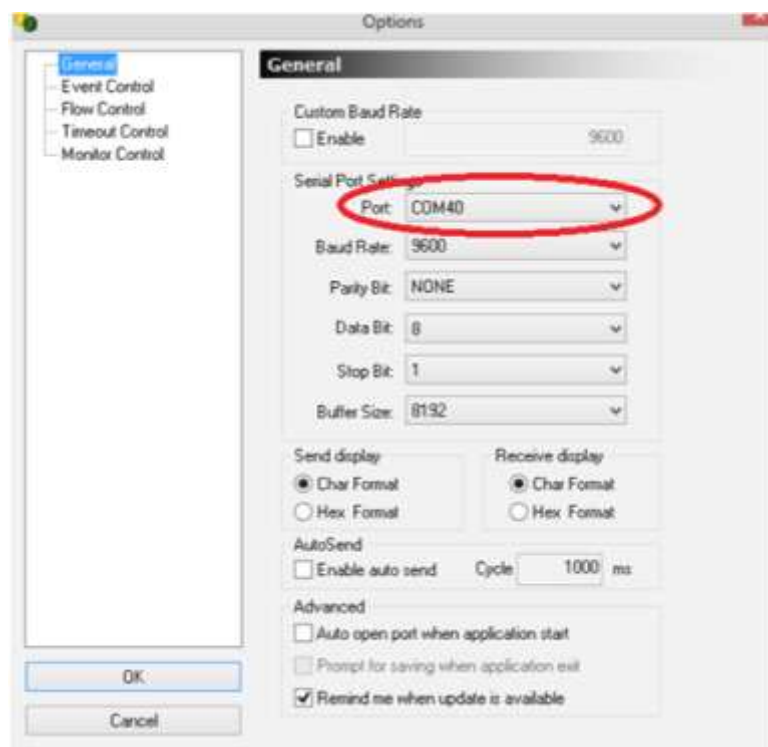 Options
General
Event Control
Flow Control
Timeout Control
Monitor Control
OK
Cancel
General
Custom Baud Rate
Enable 9600
Serial Port Settings
Port: COM40
Baud Rate: 9600
Parity Bit: NONE
Data Bit: 8
Stop Bit: 1
Buffer Size: 8192
Send display
Char Format
Hex Format
Receive display
Char Format
Hex Format
AutoSend
Enable auto send Cycle 1000 ms
Advanced
Auto open port when application start
Prompt for saving when application exit
Remind me when update is available